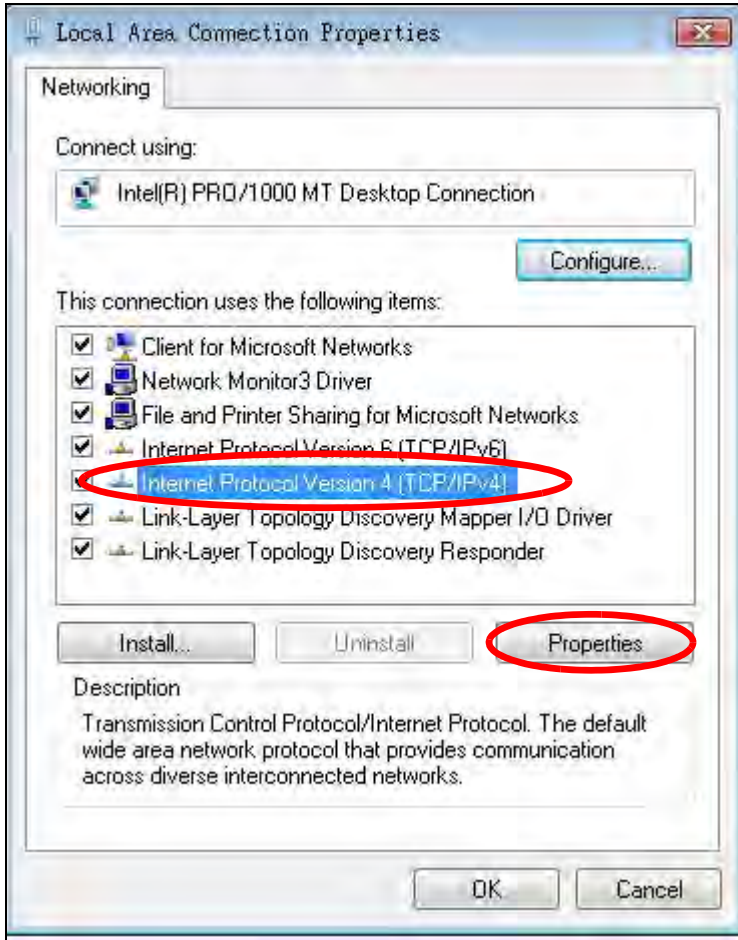 Local Area Connection Properties
Networking
Connect using:
Intel(R) PRO/1000 MT Desktop Connection
Configure...
This connection uses the following items:
Client for Microsoft Networks
Network Monitor3 Driver
File and Printer Sharing for Microsoft Networks
Internet Protocol Version 6 (TCP/IPv6)
Internet Protocol Version 4 (TCP/IPv4)
Link-Layer Topology Discovery Mapper I/O Driver
Link-Layer Topology Discovery Responder
Install... Uninstall Properties
Description
Transmission Control Protocol/Internet Protocol. The default
wide area network protocol that provides communication
across diverse interconnected networks.
OK Cancel